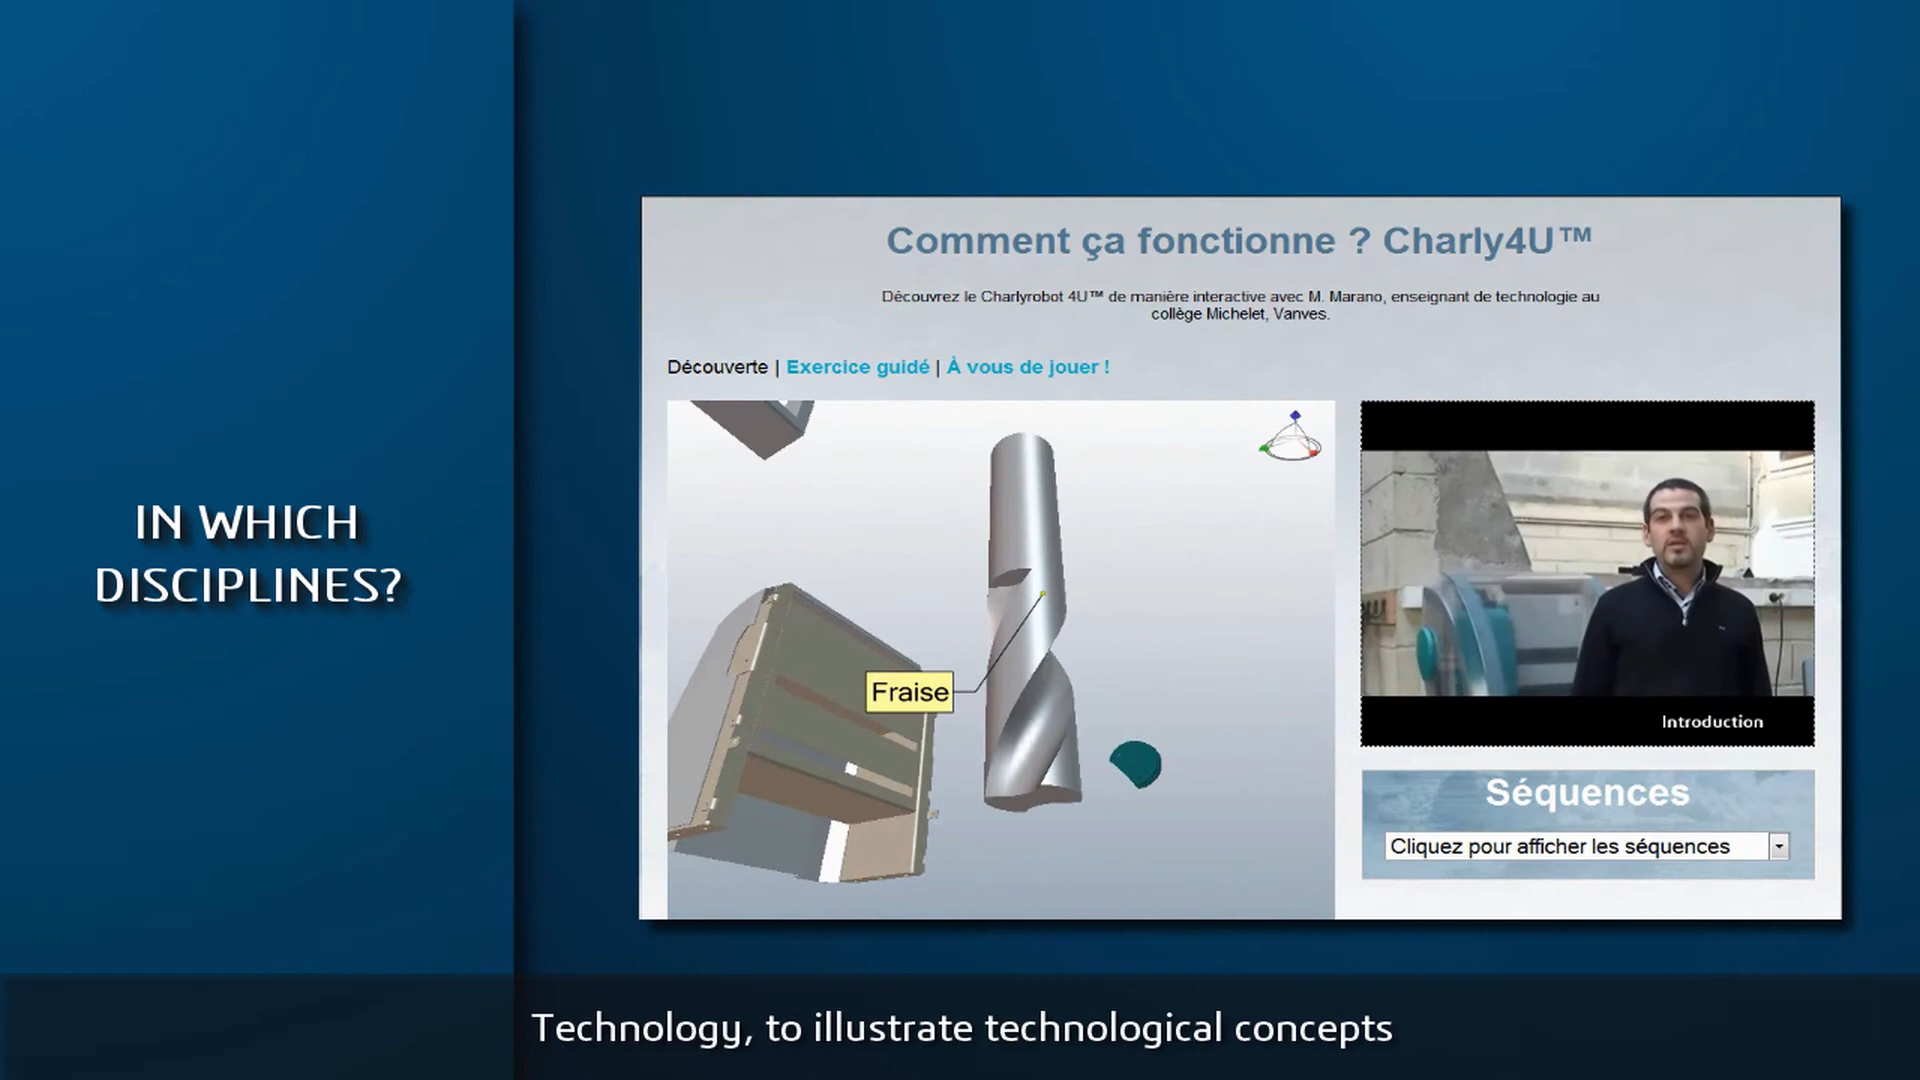 IN WHICH
DISCIPLINES?
Comment ça fonctionne ? Charly4U™
Découvrez le Charlyrobot 4U™ de manière interactive avec M. Marano, enseignant de technologie au
collège Michelet, Vanves.
Découverte | Exercice guidé | À vous de jouer !
Fraise
Introduction
Séquences
Cliquez pour afficher les séquences
Technology, to illustrate technological concepts